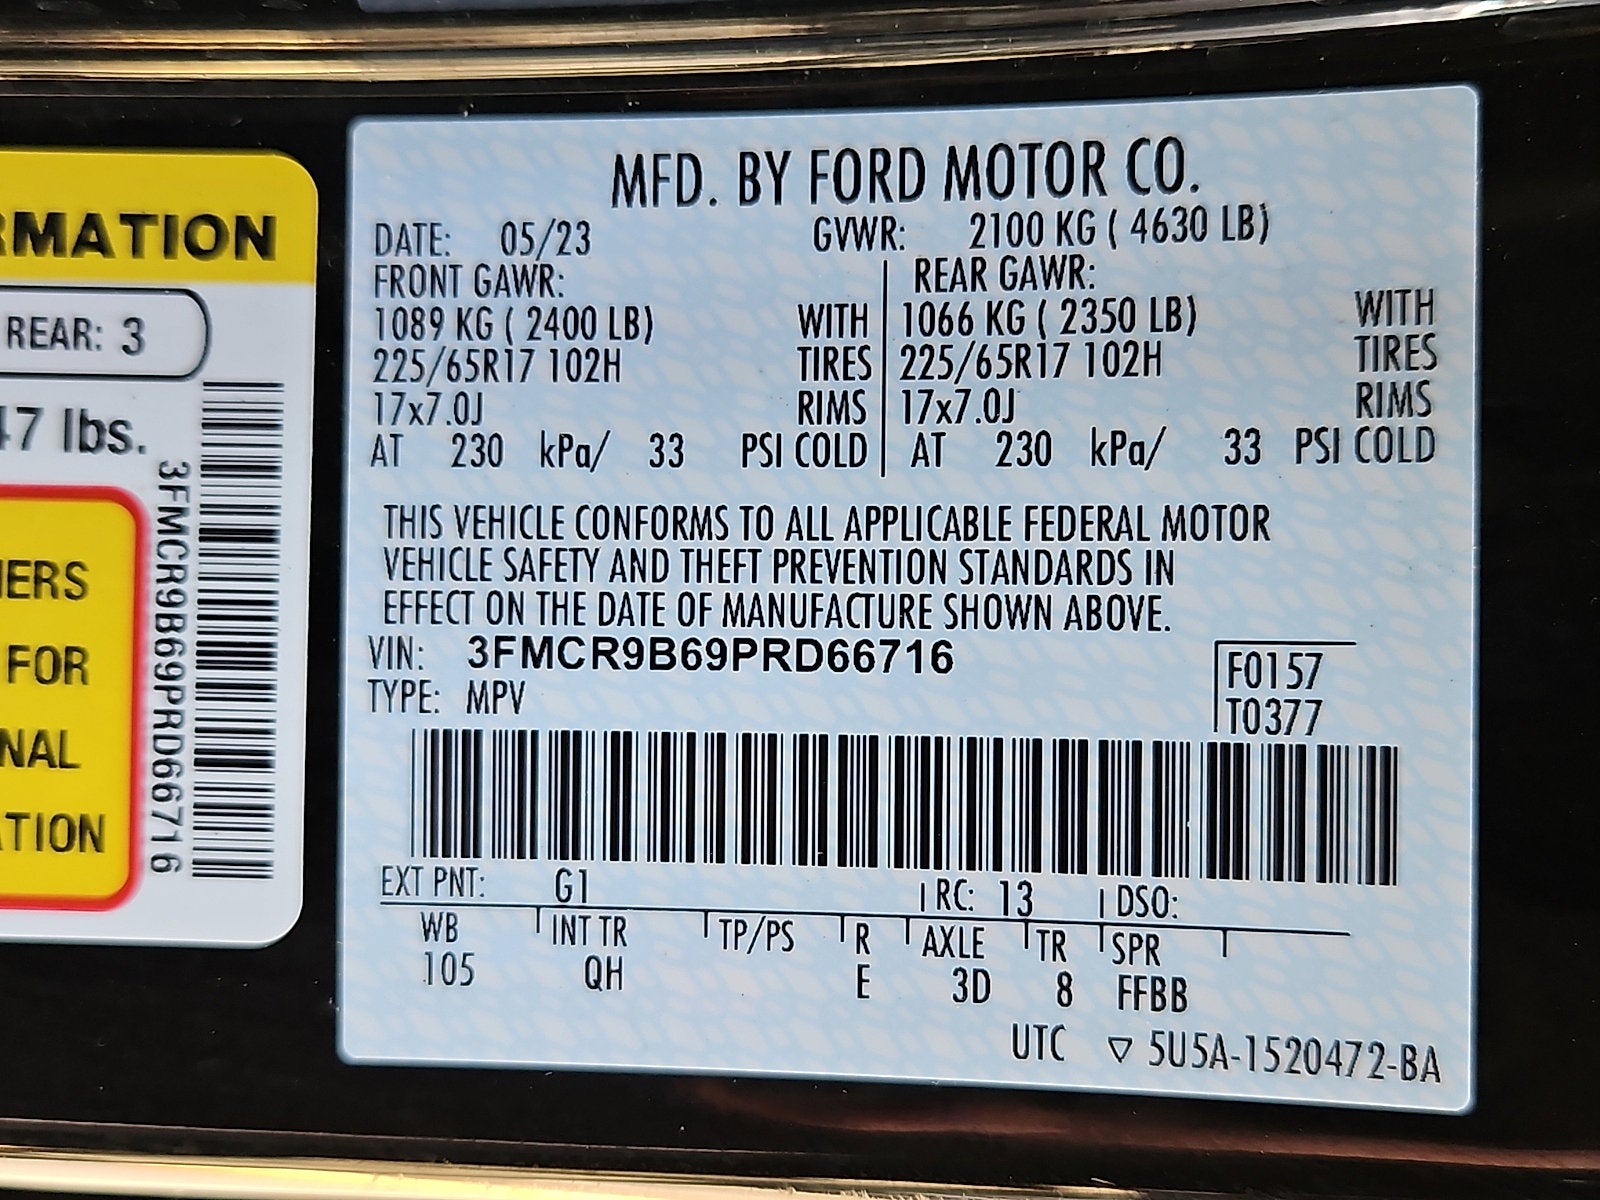 RMATION
REAR: 3
47 lbs.
3FMCR9B69PRD66716
NERS
FOR
NAL
ATION
MFD. BY FORD MOTOR CO.
DATE: 05/23 GVWR: 2100 KG ( 4630 LB)
FRONT GAWR: REAR GAWR:
1089 KG ( 2400 LB) WITH 1066 KG ( 2350 LB) WITH
225/65R17 102H TIRES 225/65R17 102H TIRES
17x7.0J RIMS 17x7.0J RIMS
AT 230 kPa/ 33 PSI COLD AT 230 kPa/ 33 PSI COLD
THIS VEHICLE CONFORMS TO ALL APPLICABLE FEDERAL MOTOR
VEHICLE SAFETY AND THEFT PREVENTION STANDARDS IN
EFFECT ON THE DATE OF MANUFACTURE SHOWN ABOVE.
VIN: 3FMCR9B69PRD66716
F0157
TYPE: MPV
T0377
EXT PNT: G1 RC: 13 DSO:
WB INT TR TP/PS R AXLE TR SPR
105 QH E 3D 8 FFBB
UTC ▽ 5U5A-1520472-BA